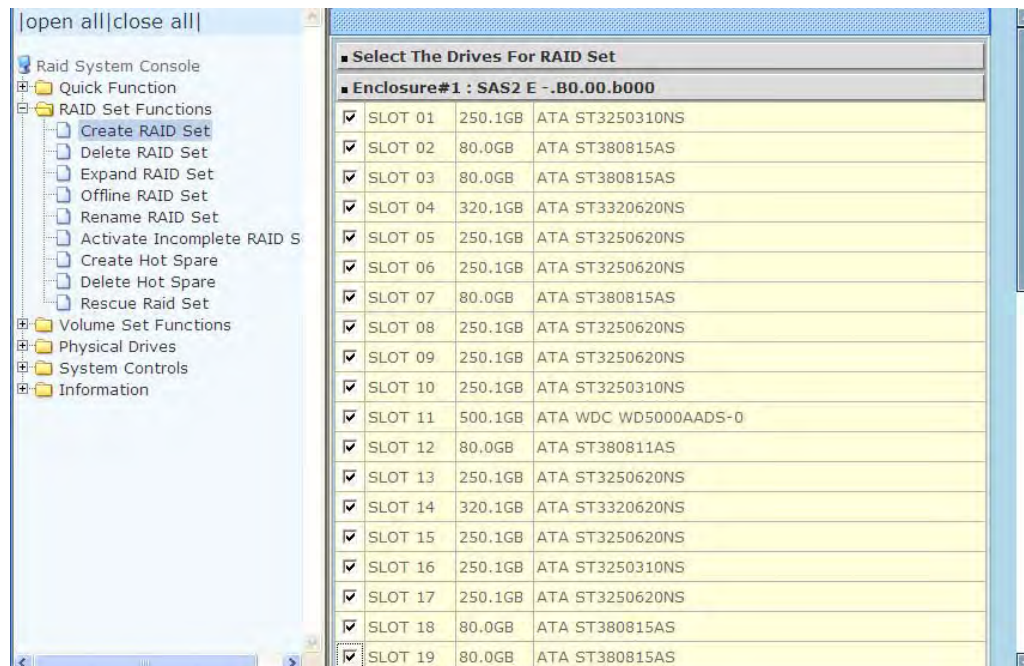 |open all|close all|
Raid System Console
Quick Function
RAID Set Functions
Create RAID Set
Delete RAID Set
Expand RAID Set
Offline RAID Set
Rename RAID Set
Activate Incomplete RAID S
Create Hot Spare
Delete Hot Spare
Rescue Raid Set
Volume Set Functions
Physical Drives
System Controls
Information
Select The Drives For RAID Set
Enclosure#1 : SAS2 E -.B0.00.b000
SLOT 01 250.1GB ATA ST3250310NS
SLOT 02 80.0GB ATA ST380815AS
SLOT 03 80.0GB ATA ST380815AS
SLOT 04 320.1GB ATA ST3320620NS
SLOT 05 250.1GB ATA ST3250620NS
SLOT 06 250.1GB ATA ST3250620NS
SLOT 07 80.0GB ATA ST380815AS
SLOT 08 250.1GB ATA ST3250620NS
SLOT 09 250.1GB ATA ST3250620NS
SLOT 10 250.1GB ATA ST3250310NS
SLOT 11 500.1GB ATA WDC WD5000AADS-0
SLOT 12 80.0GB ATA ST380811AS
SLOT 13 250.1GB ATA ST3250620NS
SLOT 14 320.1GB ATA ST3320620NS
SLOT 15 250.1GB ATA ST3250620NS
SLOT 16 250.1GB ATA ST3250310NS
SLOT 17 250.1GB ATA ST3250620NS
SLOT 18 80.0GB ATA ST380815AS
SLOT 19 80.0GB ATA ST380815AS